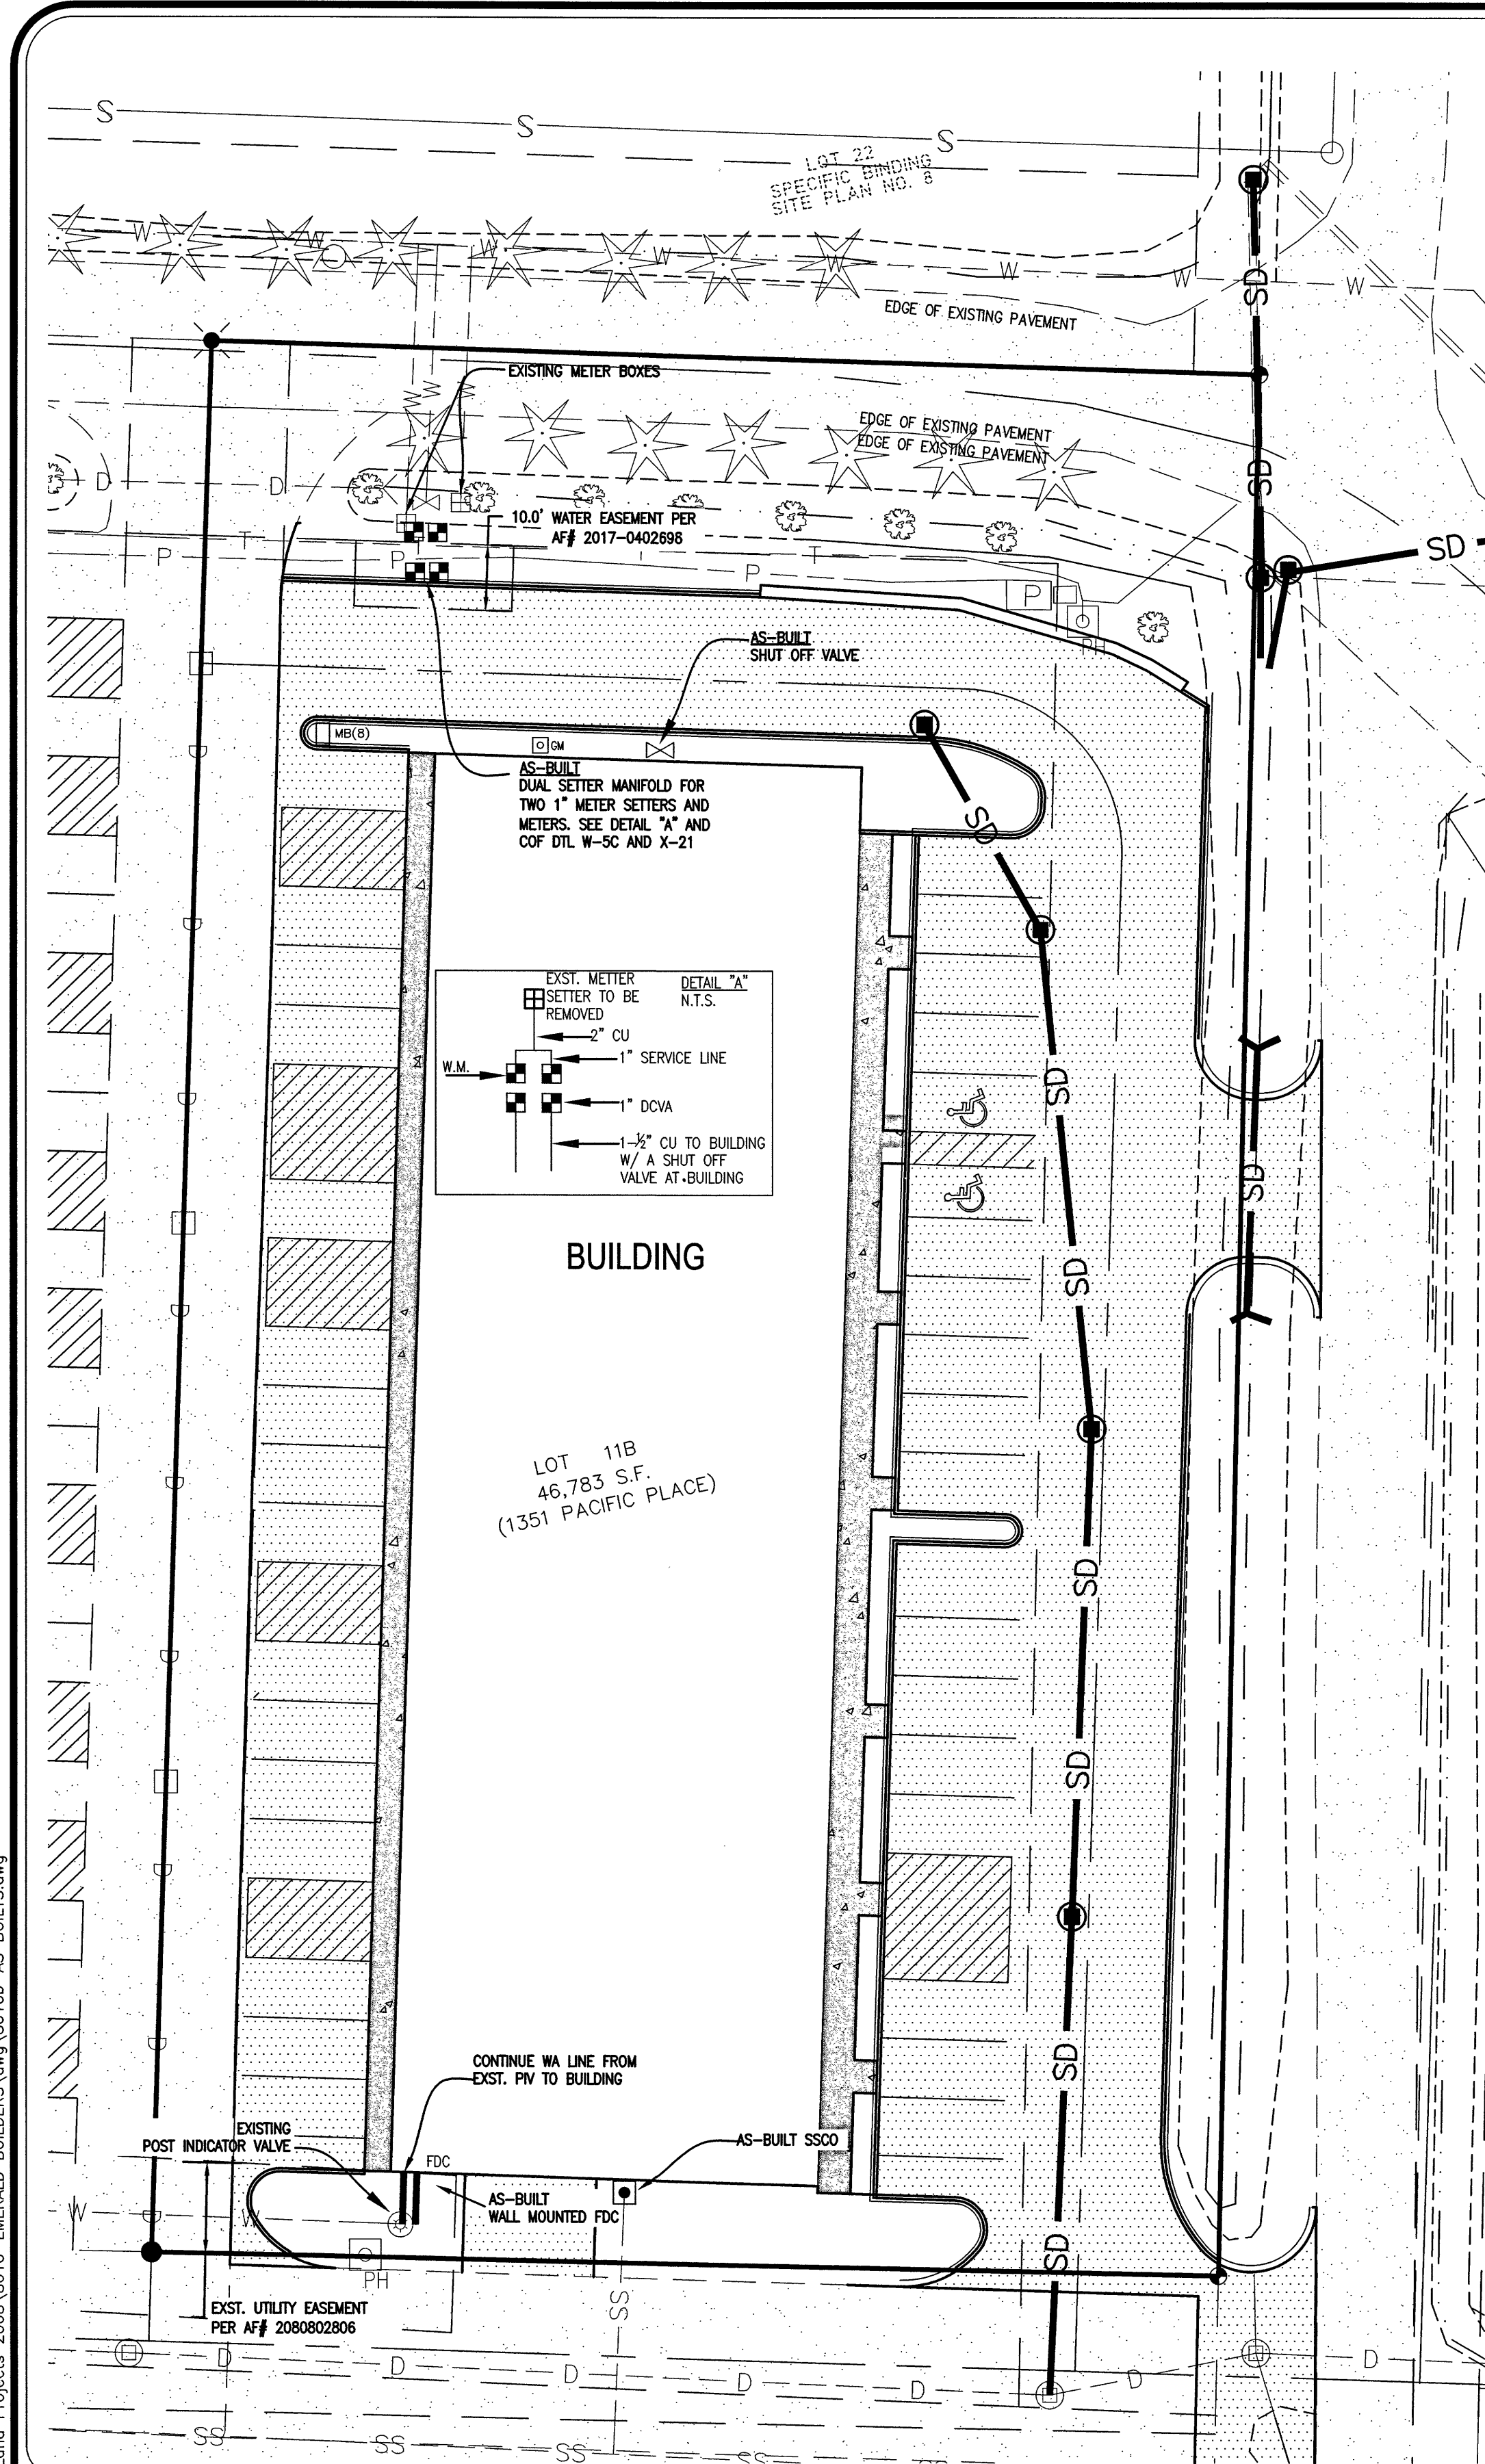 S
S
S
LOT 22
SPECIFIC BINDING
SITE PLAN NO. 8
W
W
W
W
W
W
W
W
SD
EDGE OF EXISTING PAVEMENT
EXISTING METER BOXES
W
W
W
EDGE OF EXISTING PAVEMENT
EDGE OF EXISTING PAVEMENT
SD
D
D
10.0' WATER EASEMENT PER
AF# 2017-0402698
SD
P
T
P
P
T
P
PH
AS-BUILT
SHUT OFF VALVE
MB(8)
GM
D
AS-BUILT
DUAL SETTER MANIFOLD FOR
TWO 1" METER SETTERS AND
METERS. SEE DETAIL "A" AND
COF DTL W-5C AND X-21
SD
D
EXST. METTER
SETTER TO BE
REMOVED
DETAIL "A"
N.T.S.
2" CU
1" SERVICE LINE
W.M.
1" DCVA
1-½" CU TO BUILDING
W/ A SHUT OFF
VALVE AT BUILDING
SD
D
SD
BUILDING
SD
D
LOT 11B
46,783 S.F.
(1351 PACIFIC PLACE)
D
SD
D
SD
D
D
SD
CONTINUE WA LINE FROM
EXST. PIV TO BUILDING
EXISTING
POST INDICATOR VALVE
FDC
AS-BUILT SSCO
AS-BUILT
WALL MOUNTED FDC
W
W
D
SD
PH
SS
EXST. UTILITY EASEMENT
PER AF# 2080802806
D
D
D
D
D
D
D
SS
SS
SS
SS